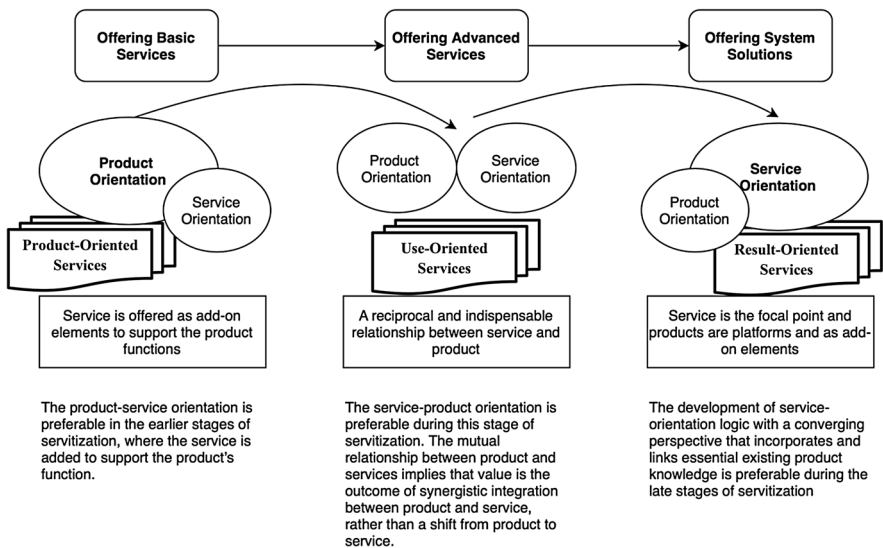 Offering Basic
Services
Offering Advanced
Services
Offering System
Solutions
Product
Orientation
Service
Orientation
Product-Oriented
Services
Product
Orientation
Service
Orientation
Use-Oriented
Services
Service
Orientation
Product
Orientation
Result-Oriented
Services
Service is offered as add-on
elements to support the product
functions
A reciprocal and indispensable
relationship between service and
product
Service is the focal point and
products are platforms and as add-
on elements
The product-service orientation is
preferable in the earlier stages of
servitization, where the service is
added to support the product's
function.
The service-product orientation is
preferable during this stage of
servitization. The mutual
relationship between product and
services implies that value is the
outcome of synergistic integration
between product and service,
rather than a shift from product to
service.
The development of service-
orientation logic with a converging
perspective that incorporates and
links essential existing product
knowledge is preferable during the
late stages of servitization